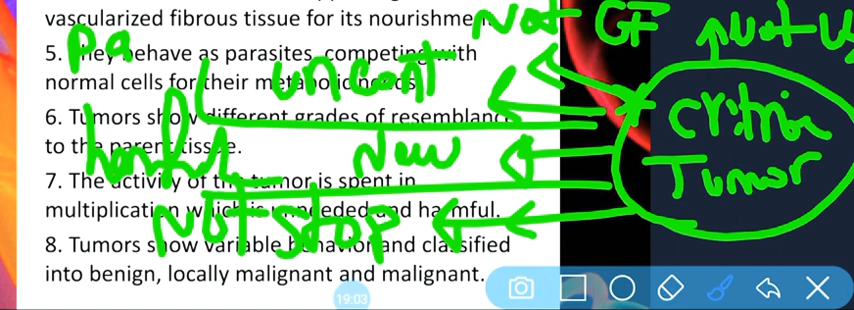 vascularized fibrous tissue for its nourishment.
5. They behave as parasites, competing with
normal cells for their metabolic needs.
6. Tumors show different grades of resemblance
to the parent tissue.
7. The activity of the tumor is spent in
multiplication which is unneeded and harmful.
8. Tumors show variable behavior and classified
into benign, locally malignant and malignant.
Not GF
uncont
New
NOT STOP
Tumor
19:03